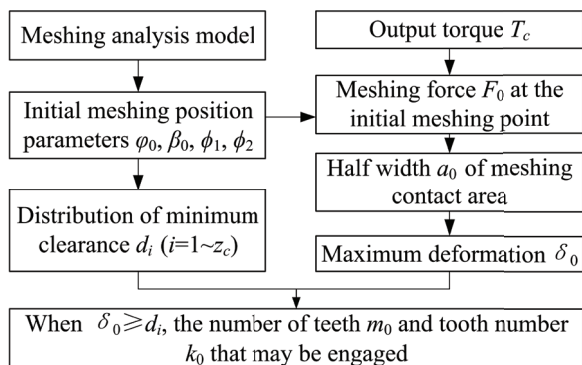 Meshing analysis model
Output torque T_c
Initial meshing position
parameters φ₀, β₀, ϕ₁, ϕ₂
Meshing force F₀ at the
initial meshing point
Half width a₀ of meshing
contact area
Distribution of minimum
clearance dᵢ (i=1~z_c)
Maximum deformation δ₀
When δ₀≥dᵢ, the number of teeth m₀ and tooth number
k₀ that may be engaged